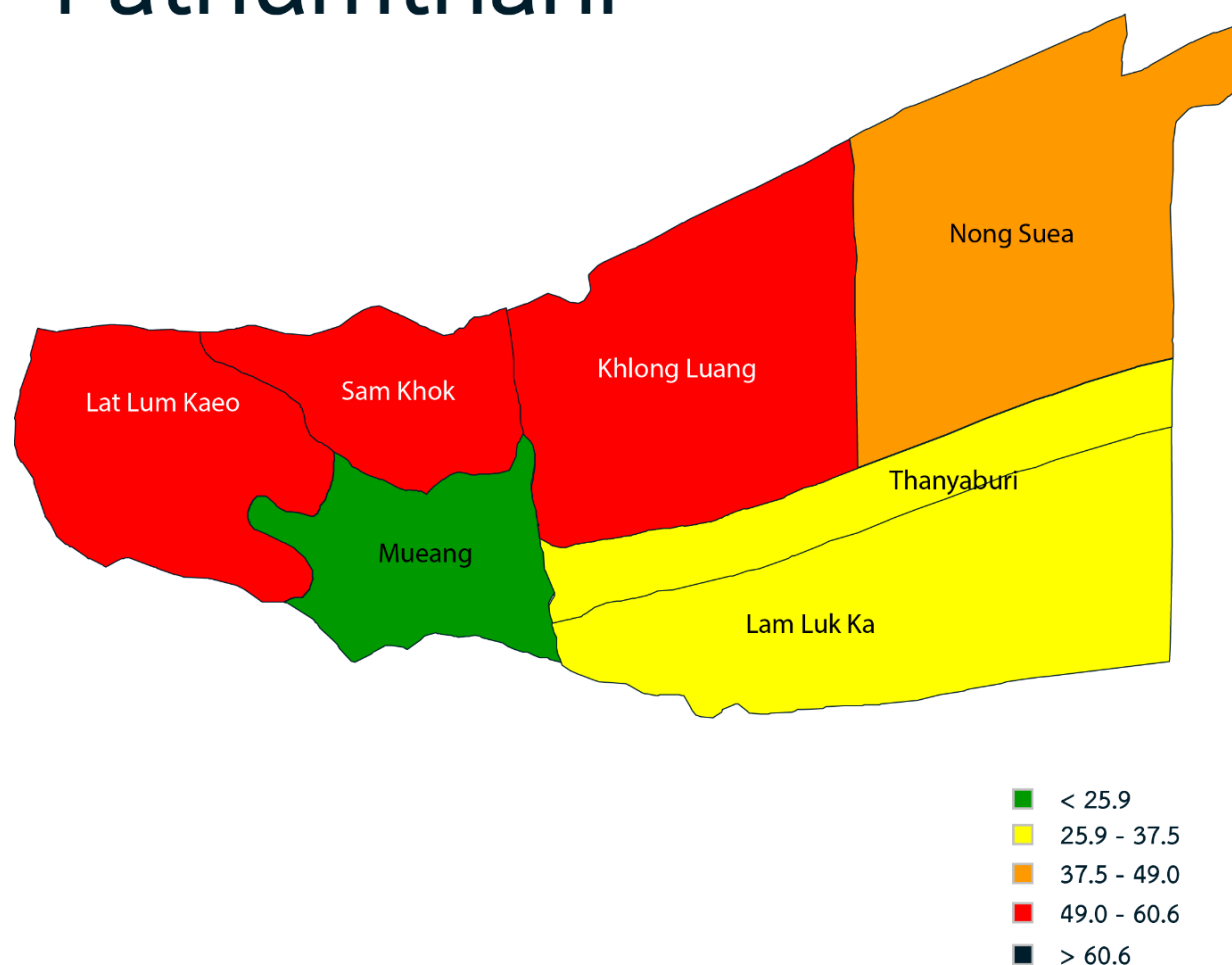 Pathumthani
Nong Suea
Khlong Luang
Sam Khok
Lat Lum Kaeo
Thanyaburi
Mueang
Lam Luk Ka
< 25.9
25.9 - 37.5
37.5 - 49.0
49.0 - 60.6
> 60.6